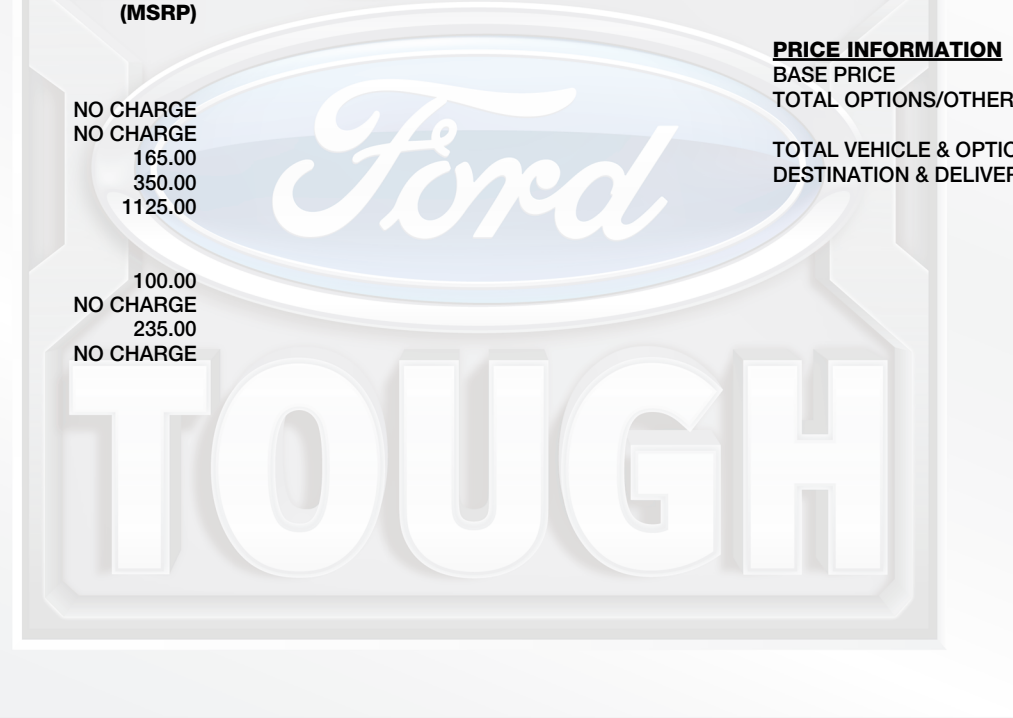 (MSRP)
NO CHARGE
NO CHARGE
165.00
350.00
1125.00
100.00
NO CHARGE
235.00
NO CHARGE
PRICE INFORMATION
BASE PRICE
TOTAL OPTIONS/OTHER
TOTAL VEHICLE & OPTIO
DESTINATION & DELIVER
Ford
TOUGH